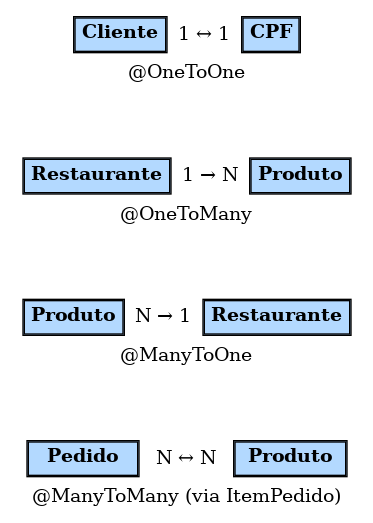 Cliente 1 ↔ 1 CPF
@OneToOne
Restaurante 1 → N Produto
@OneToMany
Produto N → 1 Restaurante
@ManyToOne
Pedido N ↔ N Produto
@ManyToMany (via ItemPedido)